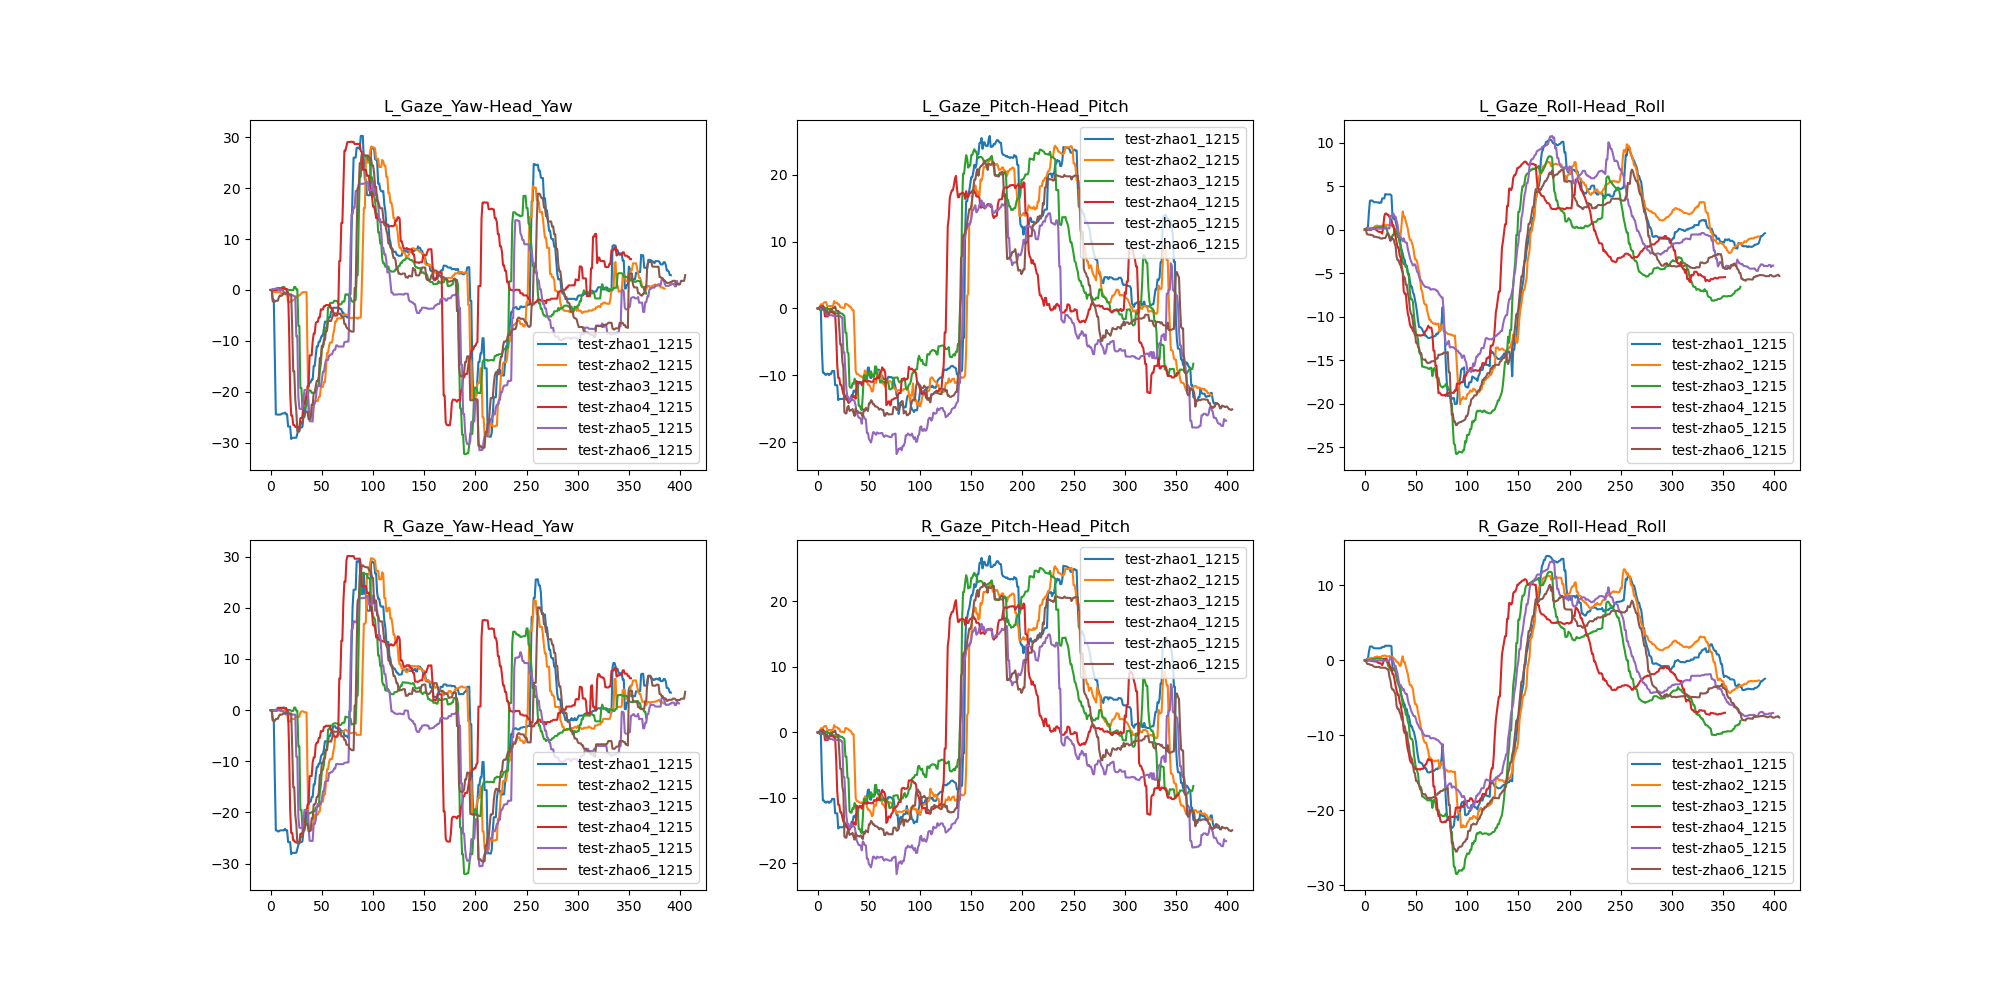 L_Gaze_Yaw-Head_Yaw
30
20
10
0
−10
−20
−30
0 50 100 150 200 250 300 350 400
test-zhao1_1215
test-zhao2_1215
test-zhao3_1215
test-zhao4_1215
test-zhao5_1215
test-zhao6_1215
L_Gaze_Pitch-Head_Pitch
20
10
0
−10
−20
0 50 100 150 200 250 300 350 400
test-zhao1_1215
test-zhao2_1215
test-zhao3_1215
test-zhao4_1215
test-zhao5_1215
test-zhao6_1215
L_Gaze_Roll-Head_Roll
10
5
0
−5
−10
−15
−20
−25
0 50 100 150 200 250 300 350 400
test-zhao1_1215
test-zhao2_1215
test-zhao3_1215
test-zhao4_1215
test-zhao5_1215
test-zhao6_1215
R_Gaze_Yaw-Head_Yaw
30
20
10
0
−10
−20
−30
0 50 100 150 200 250 300 350 400
test-zhao1_1215
test-zhao2_1215
test-zhao3_1215
test-zhao4_1215
test-zhao5_1215
test-zhao6_1215
R_Gaze_Pitch-Head_Pitch
20
10
0
−10
−20
0 50 100 150 200 250 300 350 400
test-zhao1_1215
test-zhao2_1215
test-zhao3_1215
test-zhao4_1215
test-zhao5_1215
test-zhao6_1215
R_Gaze_Roll-Head_Roll
10
0
−10
−20
−30
0 50 100 150 200 250 300 350 400
test-zhao1_1215
test-zhao2_1215
test-zhao3_1215
test-zhao4_1215
test-zhao5_1215
test-zhao6_1215